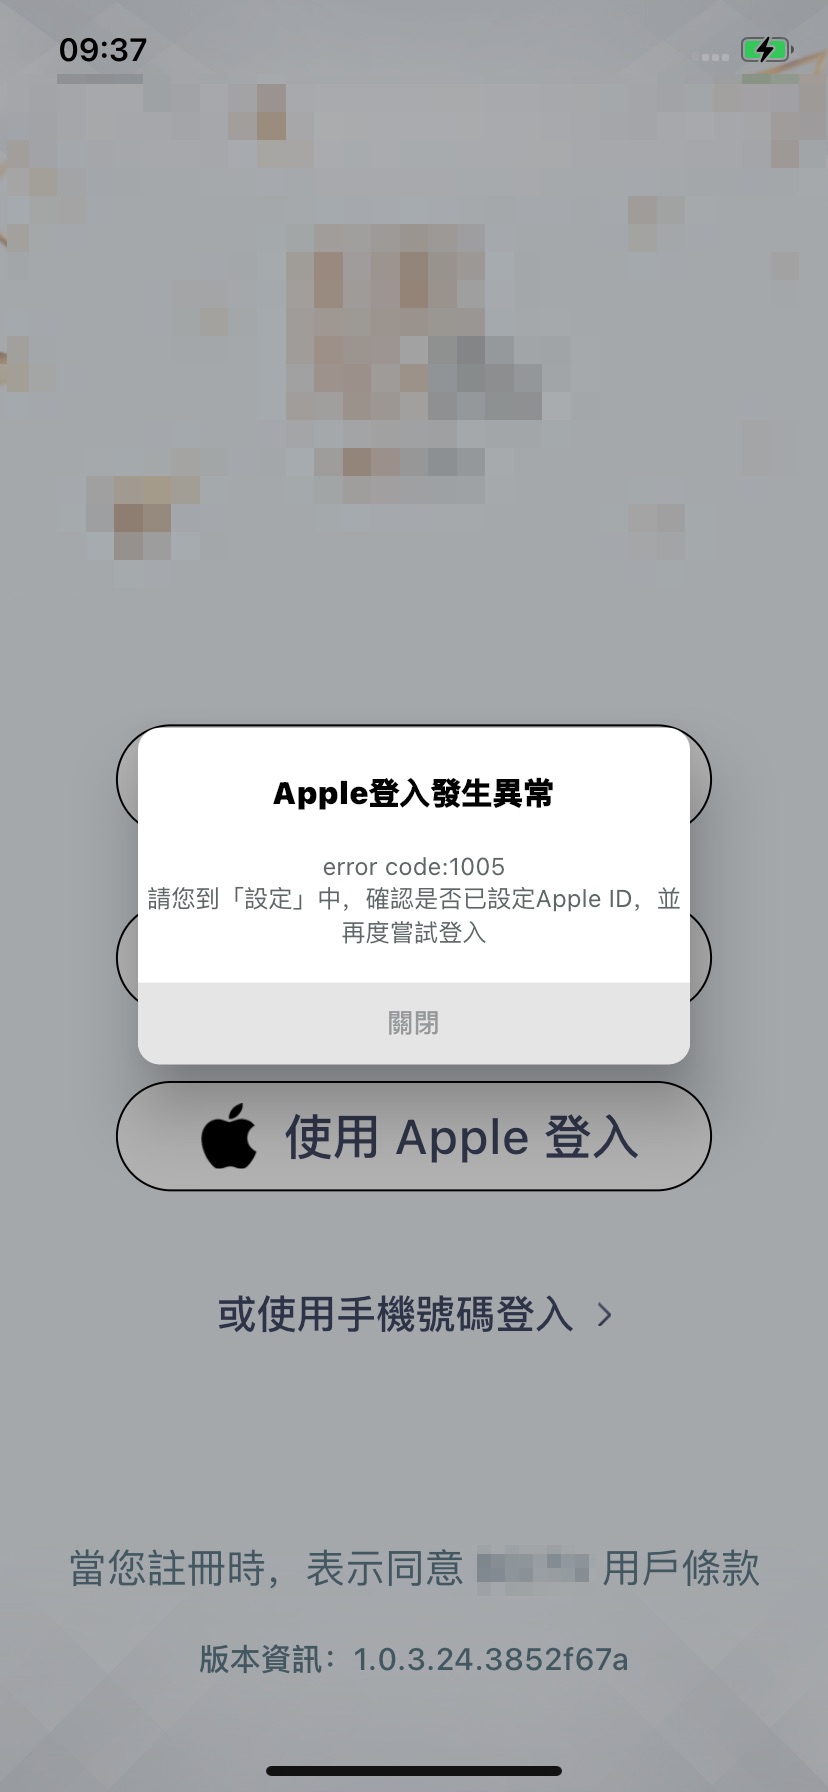 09:37
Apple登入發生異常
error code:1005
請您到「設定」中，確認是否已設定Apple ID，並
再度嘗試登入
關閉
使用 Apple 登入
或使用手機號碼登入
當您註冊時，表示同意 用戶條款
版本資訊：1.0.3.24.3852f67a